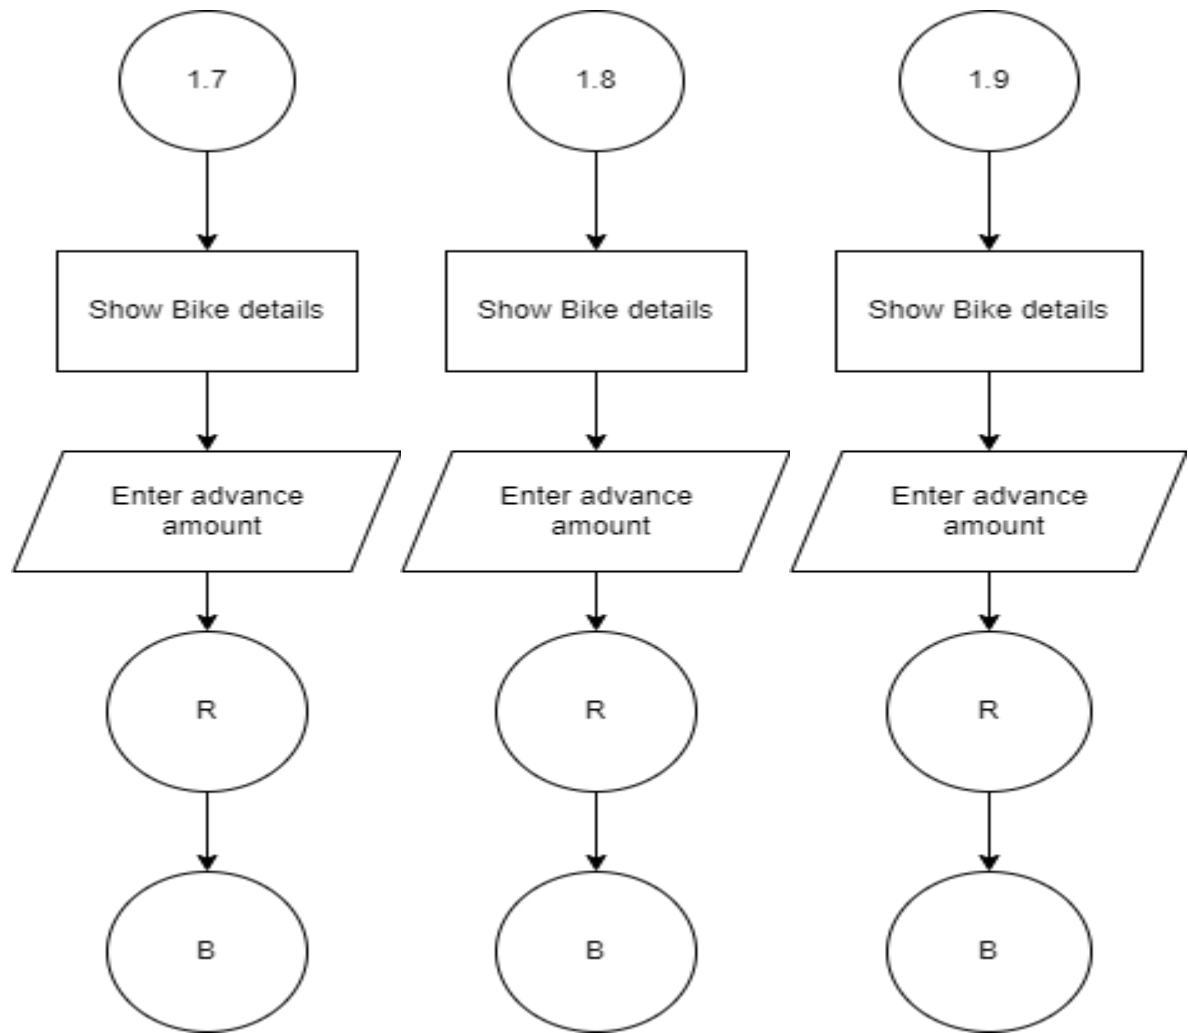 1.7
1.8
1.9
Show Bike details
Show Bike details
Show Bike details
Enter advance
amount
Enter advance
amount
Enter advance
amount
R
R
R
B
B
B